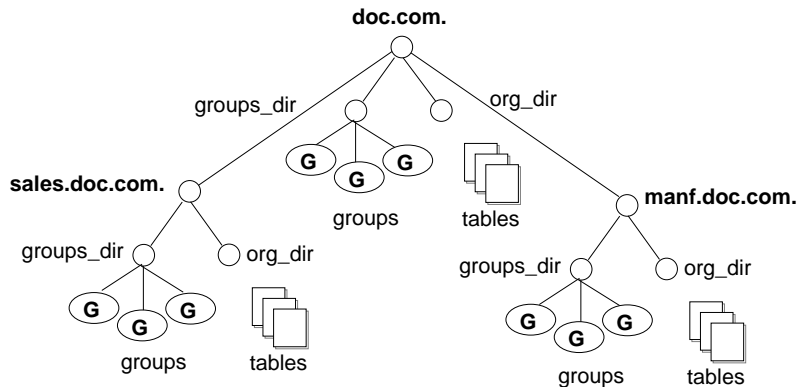 doc.com.
groups_dir
org_dir
G G G
sales.doc.com.
groups
tables
manf.doc.com.
groups_dir
org_dir
groups_dir
org_dir
G G G
G G G
groups
tables
groups
tables